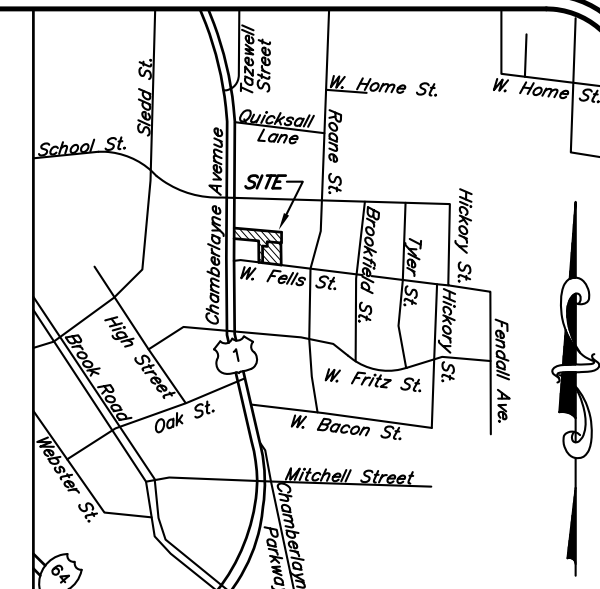 Sledd St.
Tazewell
Street
W. Home St.
W. Home St.
Quicksall
Lane
Roane St.
School St.
Chamberlayne Avemue
SITE
Hickory St.
Brookfield St.
Tyler St.
W. Fells St.
Hickory St.
Fendall Ave.
High Street
Brook Road
1
W. Fritz St.
Oak St.
W. Bacon St.
Webster St.
Mitchell Street
Chamberlayn
Parkway
64